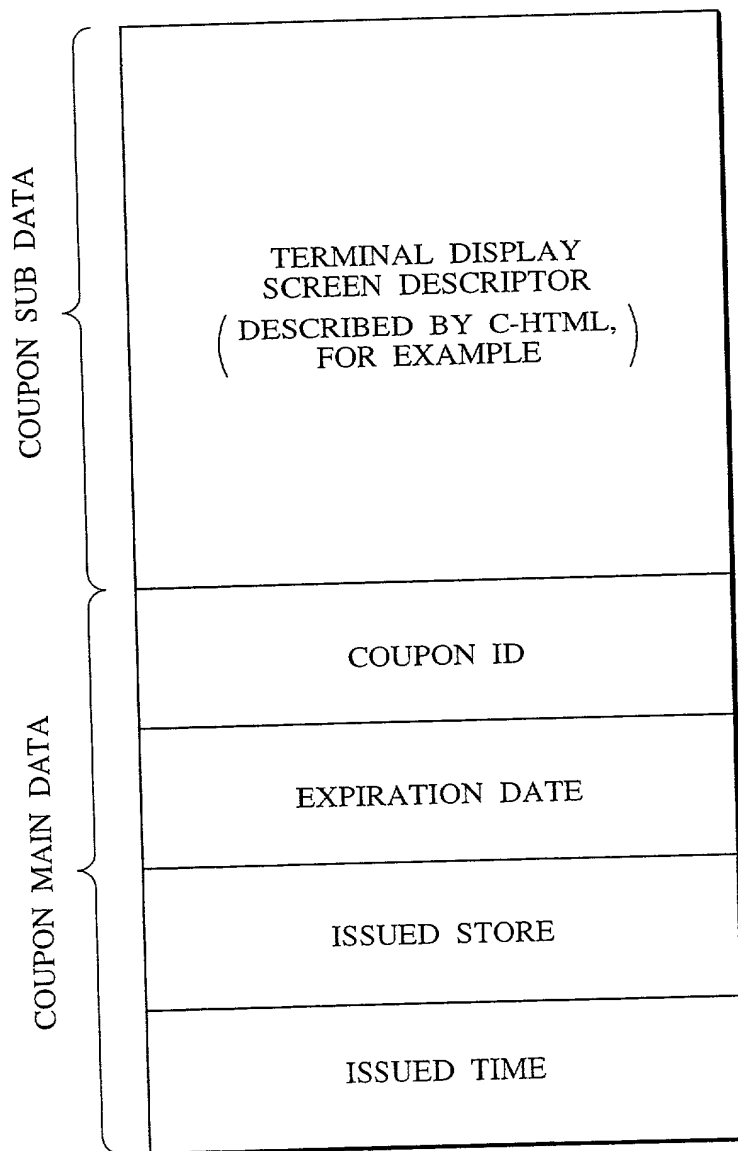 COUPON SUB DATA
TERMINAL DISPLAY
SCREEN DESCRIPTOR
(DESCRIBED BY C-HTML,
FOR EXAMPLE)
COUPON MAIN DATA
COUPON ID
EXPIRATION DATE
ISSUED STORE
ISSUED TIME